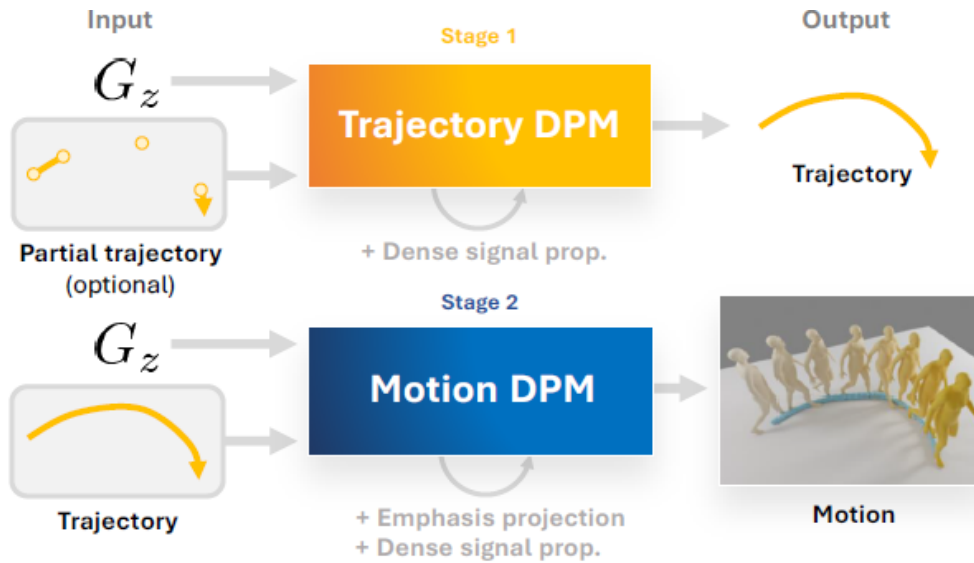 Input
Stage 1
Output
G_z
Trajectory DPM
Trajectory
Partial trajectory
(optional)
+ Dense signal prop.
Stage 2
G_z
Motion DPM
Trajectory
+ Emphasis projection
+ Dense signal prop.
Motion